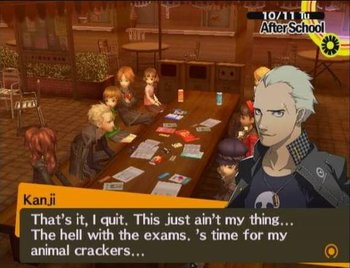 10/11
After School
Kanji
That's it, I quit. This just ain't my thing...
The hell with the exams. 's time for my
animal crackers...